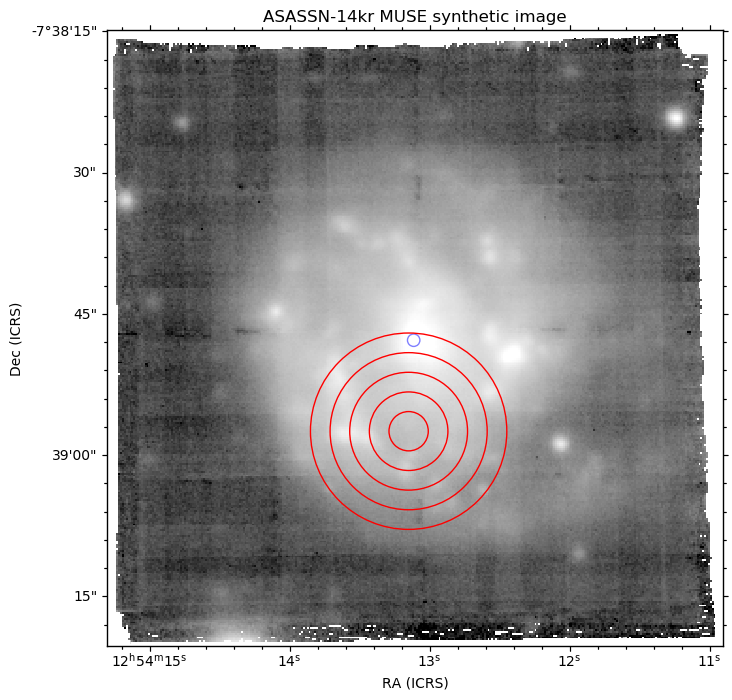 ASASSN-14kr MUSE synthetic image
-7°38'15"
30"
45"
39'00"
15"
Dec (ICRS)
12ʰ54ᵐ15ˢ 14ˢ 13ˢ 12ˢ 11ˢ
RA (ICRS)